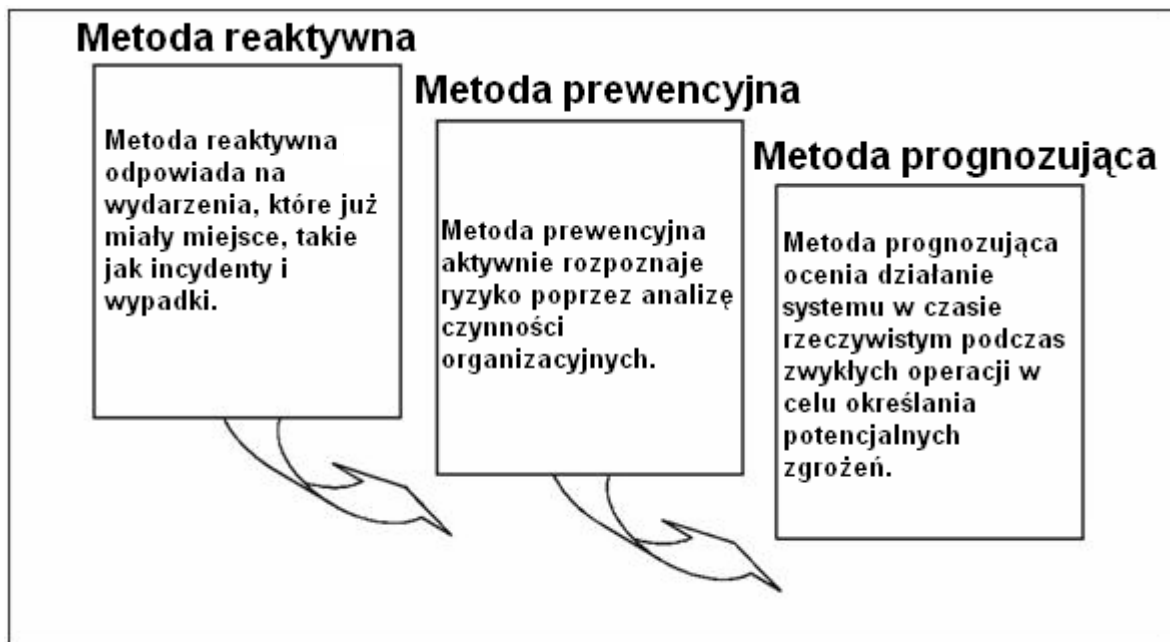 Metoda reaktywna
Metoda reaktywna
odpowiada na
wydarzenia, które już
miały miejsce, takie
jak incydenty i
wypadki.
Metoda prewencyjna
Metoda prewencyjna
aktywnie rozpoznaje
ryzyko poprzez analizę
czynności
organizacyjnych.
Metoda prognozująca
Metoda prognozująca
ocenia działanie
systemu w czasie
rzeczywistym podczas
zwykłych operacji w
celu określania
potencjalnych
zgrożeń.